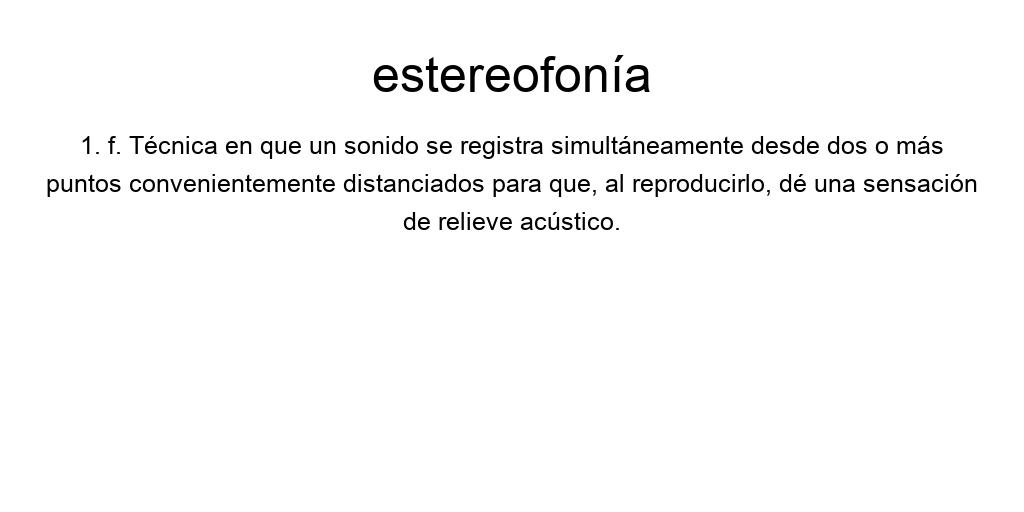 estereofonía
1. f. Técnica en que un sonido se registra simultáneamente desde dos o más
puntos convenientemente distanciados para que, al reproducirlo, dé una sensación
de relieve acústico.